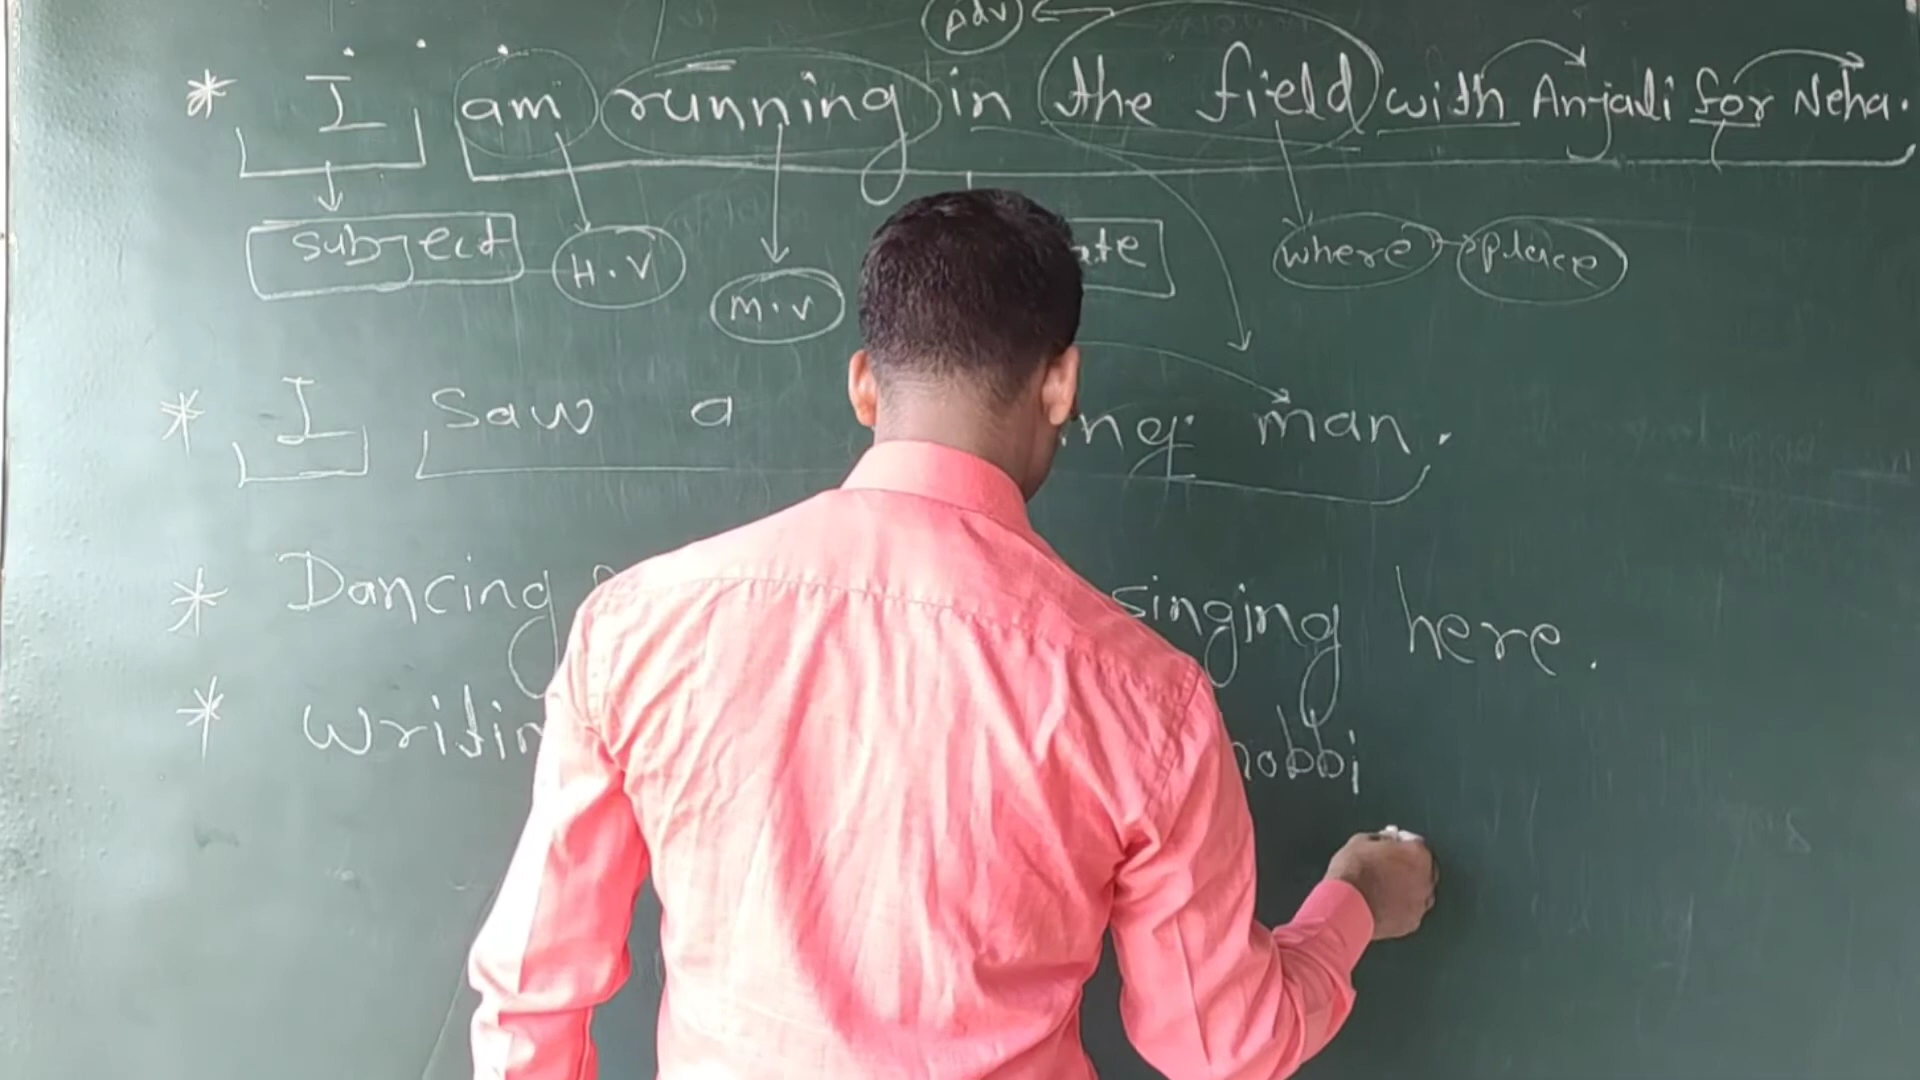 Adv
* I am running in the field with Anjali for Neha.
subject H.V M.V ate where place
* I saw a ng man.
* Dancing singing here.
* Writin hobbi